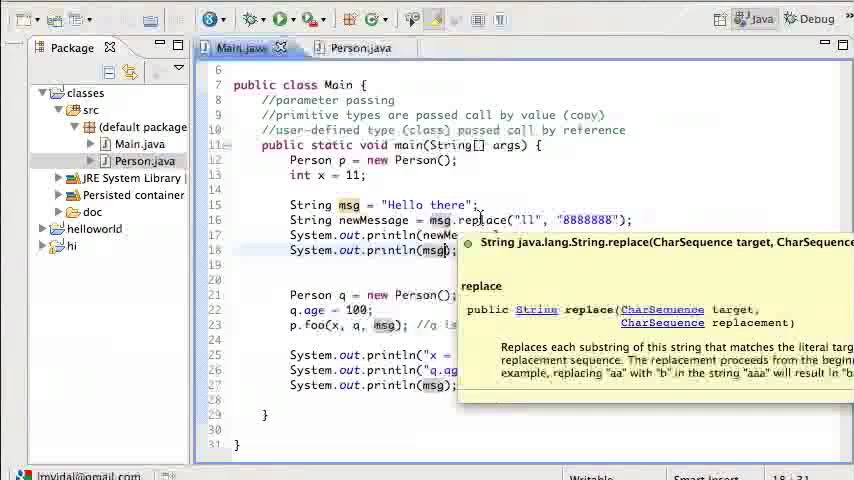 Java
Debug
Package
Main.java
Person.java
classes
src
(default package
Main.java
Person.java
JRE System Library
Persisted container
doc
helloworld
hi
6
7 public class Main {
8 //parameter passing
9 //primitive types are passed call by value (copy)
10 //user-defined type (class) passed call by reference
11 public static void main(String[] args) {
12 Person p = new Person();
13 int x = 11;
14
15 String msg = "Hello there";
16 String newMessage = msg.replace("ll", "8888888");
17 System.out.println(newMe
18 System.out.println(msg);
19
20
21 Person q = new Person();
22 q.age = 100;
23 p.foo(x, q, msg); //q is
24
25 System.out.println("x =
26 System.out.println("q.ag
27 System.out.println(msg);
28
29 }
30
31 }
String java.lang.String.replace(CharSequence target, CharSequence
replace
public String replace(CharSequence target,
CharSequence replacement)
Replaces each substring of this string that matches the literal targ
replacement sequence. The replacement proceeds from the beginn
example, replacing "aa" with "b" in the string "aaa" will result in "b
jmvidal@gmail.com
Writable
Smart Insert
18 : 31